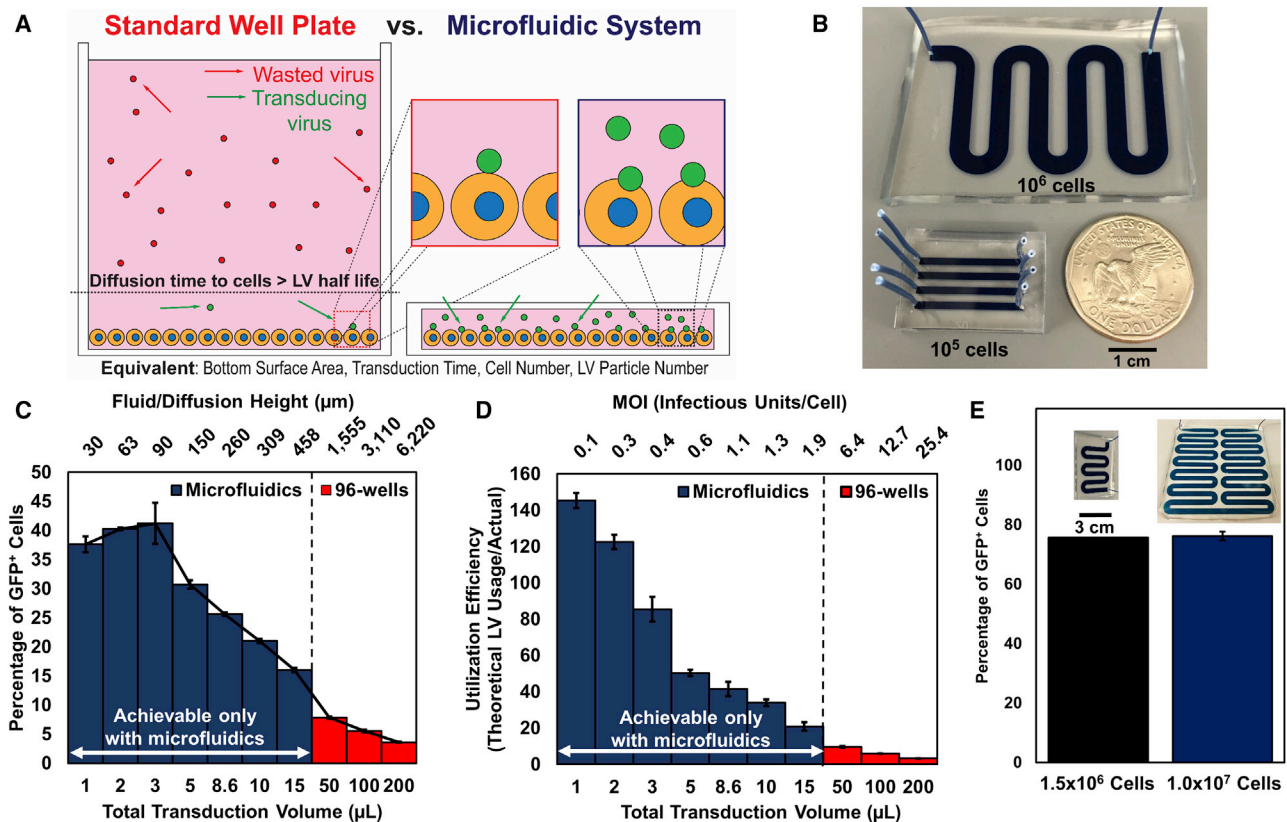 A
Standard Well Plate vs. Microfluidic System
Wasted virus
Transducing
virus
Diffusion time to cells > LV half life
Equivalent: Bottom Surface Area, Transduction Time, Cell Number, LV Particle Number
B
10⁶ cells
10⁵ cells
UNITED STATES OF AMERICA
E PLURIBUS
UNUM
ONE DOLLAR
1 cm
C
Fluid/Diffusion Height (μm)
30 63 90 150 260 309 458 1,555 3,110 6,220
Percentage of GFP⁺ Cells
50
45
40
35
30
25
20
15
10
5
0
Microfluidics 96-wells
Achievable only
with microfluidics
1 2 3 5 8.6 10 15 50 100 200
Total Transduction Volume (μL)
D
MOI (Infectious Units/Cell)
0.1 0.3 0.4 0.6 1.1 1.3 1.9 6.4 12.7 25.4
Utilization Efficiency
(Theoretical LV Usage/Actual)
160
140
120
100
80
60
40
20
0
Microfluidics 96-wells
Achievable only
with microfluidics
1 2 3 5 8.6 10 15 50 100 200
Total Transduction Volume (μL)
E
Percentage of GFP⁺ Cells
100
80
60
40
20
0
3 cm
1.5x10⁶ Cells 1.0x10⁷ Cells